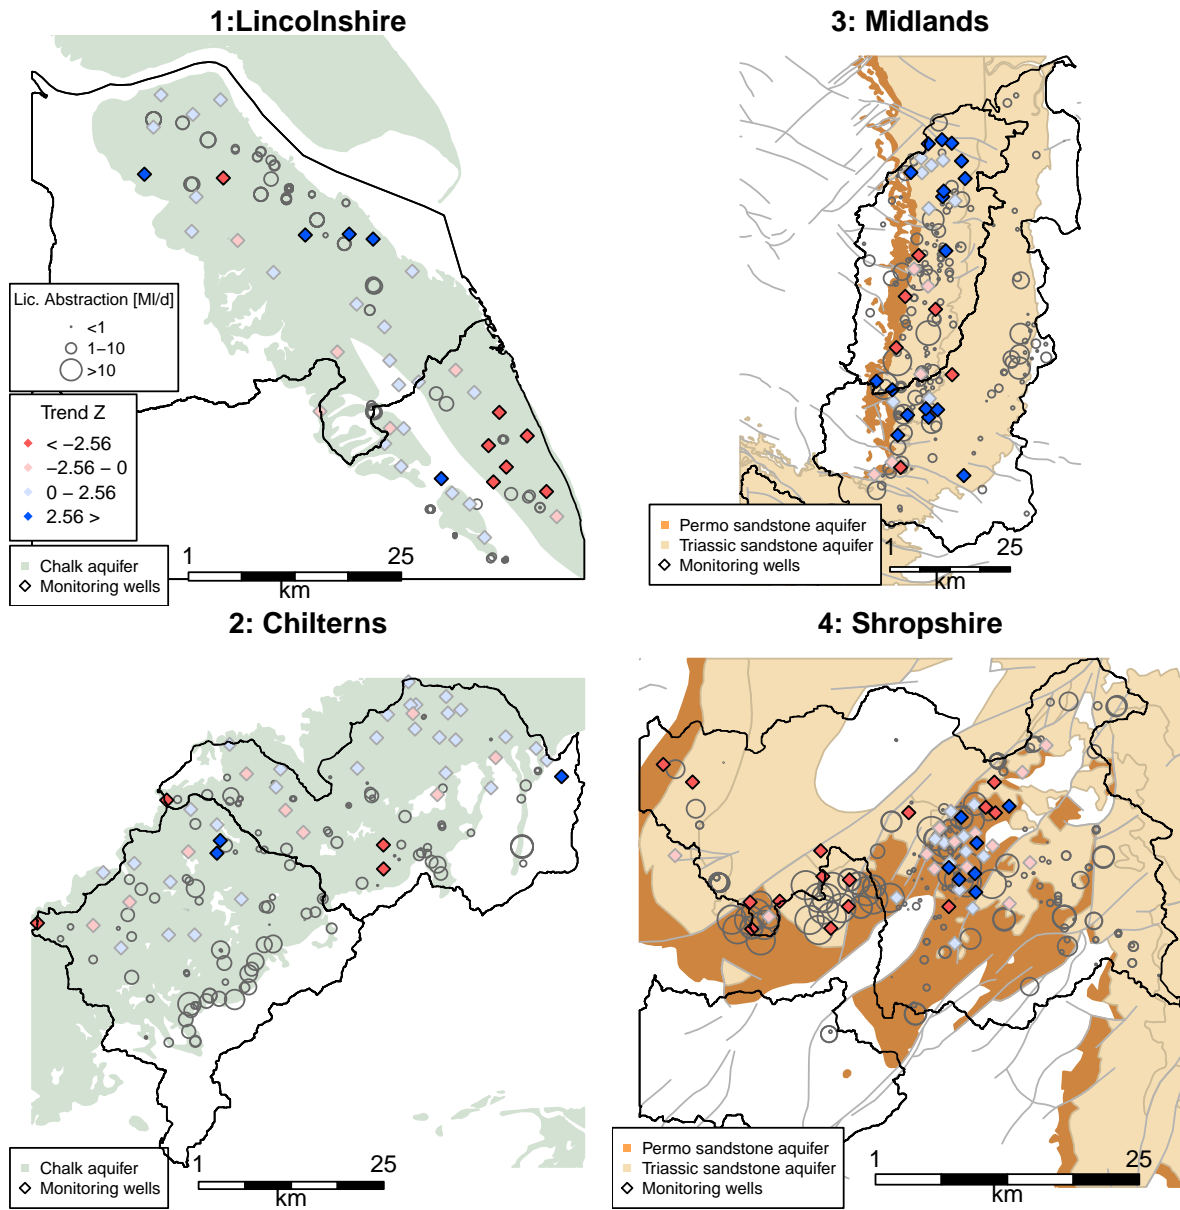 1:Lincolnshire
Lic. Abstraction [Ml/d]
<1
1−10
>10
Trend Z
< −2.56
−2.56 − 0
0 − 2.56
2.56 >
Chalk aquifer
Monitoring wells
1
25
km
3: Midlands
Permo sandstone aquifer
Triassic sandstone aquifer
Monitoring wells
1
25
km
2: Chilterns
Chalk aquifer
Monitoring wells
1
25
km
4: Shropshire
Permo sandstone aquifer
Triassic sandstone aquifer
Monitoring wells
1
25
km